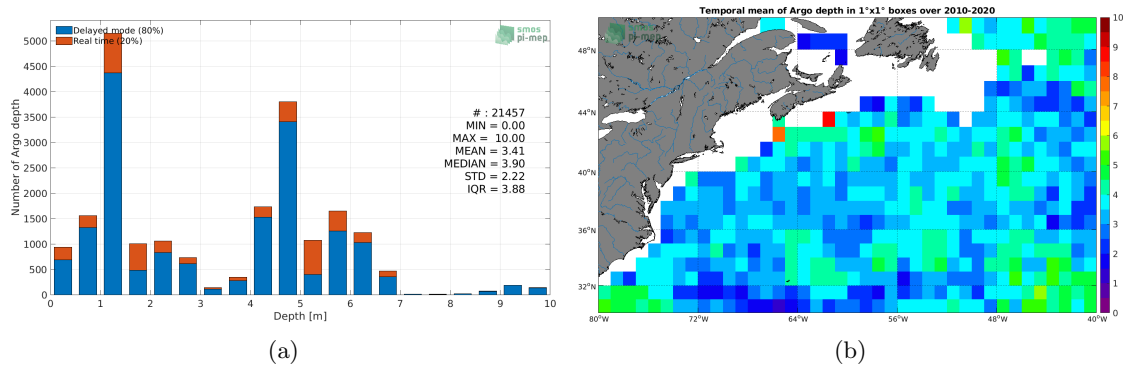 Delayed mode (80%)
Real time (20%)
smos
pi-mep
# : 21457
MIN = 0.00
MAX = 10.00
MEAN = 3.41
MEDIAN = 3.90
STD = 2.22
IQR = 3.88
Number of Argo depth
5000
4500
4000
3500
3000
2500
2000
1500
1000
500
0
0 1 2 3 4 5 6 7 8 9 10
Depth [m]
(a)
Temporal mean of Argo depth in 1°x1° boxes over 2010-2020
smos
pi-mep
48°N
44°N
40°N
36°N
32°N
80°W 72°W 64°W 56°W 48°W 40°W
10
9
8
7
6
5
4
3
2
1
0
(b)